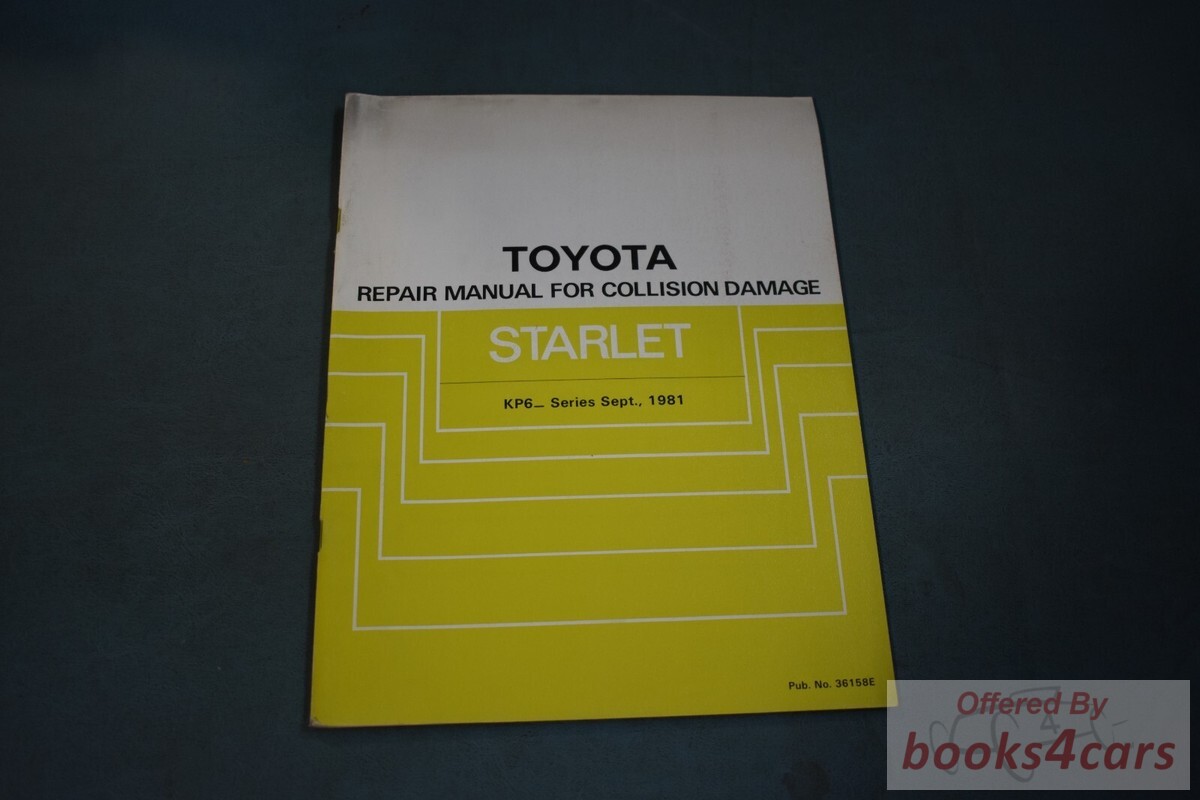 TOYOTA
REPAIR MANUAL FOR COLLISION DAMAGE
STARLET
KP6_ Series Sept., 1981
Pub. No. 36158E
Offered By
books4cars